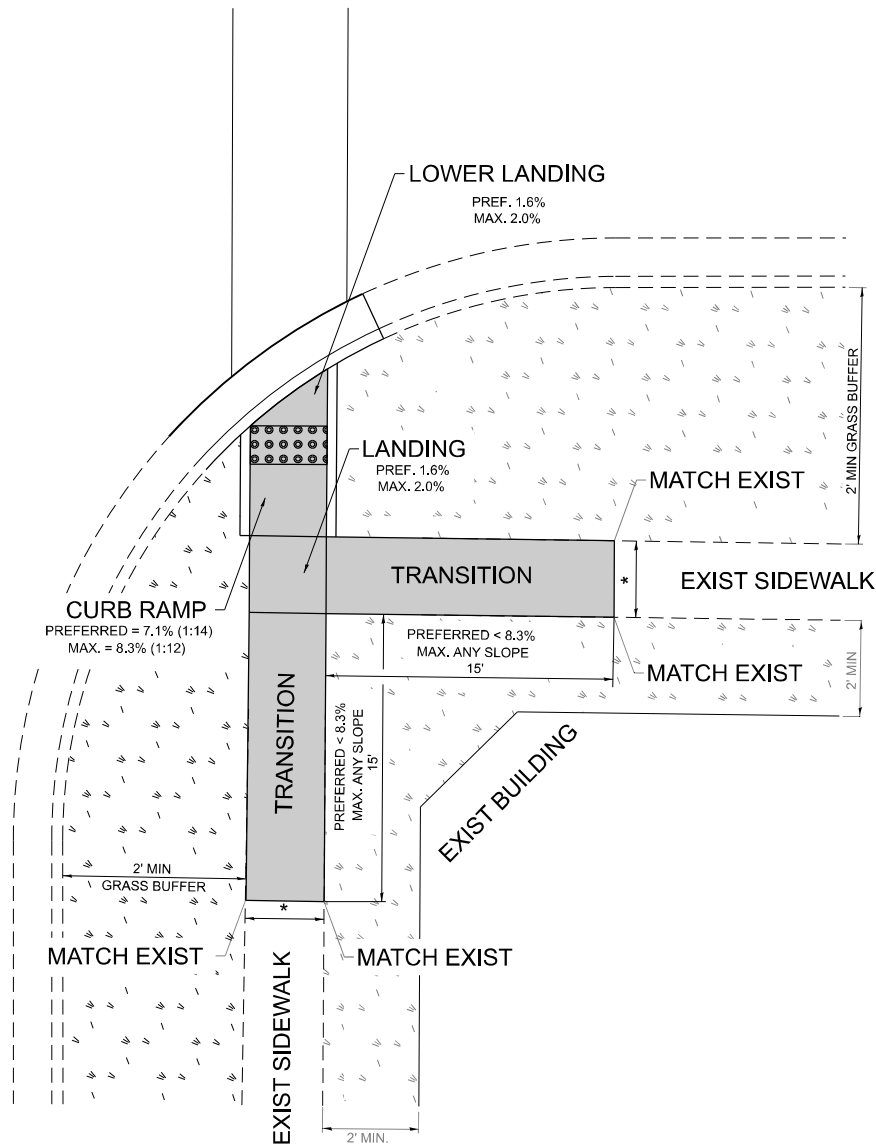 LOWER LANDING
PREF. 1.6%
MAX. 2.0%
2' MIN GRASS BUFFER
LANDING
PREF. 1.6%
MAX. 2.0%
MATCH EXIST
TRANSITION
*
EXIST SIDEWALK
CURB RAMP
PREFERRED = 7.1% (1:14)
MAX. = 8.3% (1:12)
PREFERRED < 8.3%
MAX. ANY SLOPE
15'
MATCH EXIST
2' MIN
TRANSITION
PREFERRED < 8.3%
MAX. ANY SLOPE
15'
EXIST BUILDING
2' MIN
GRASS BUFFER
*
MATCH EXIST
MATCH EXIST
EXIST SIDEWALK
2' MIN.